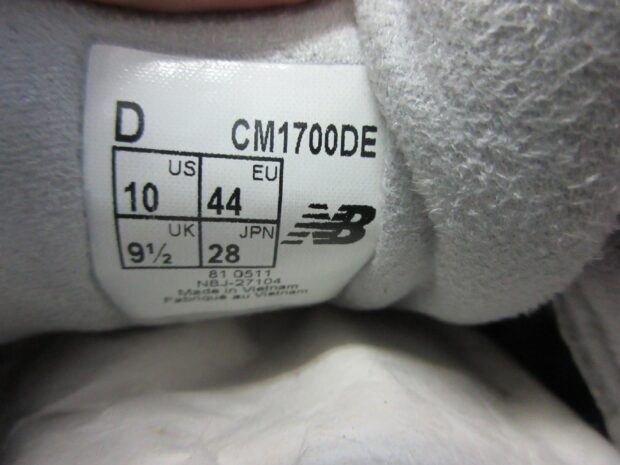 D CM1700DE
US EU
10 44
UK JPN
9½ 28
NB
81 0511
NBJ-27104
Made in Vietnam
Fabriqué au Vietnam